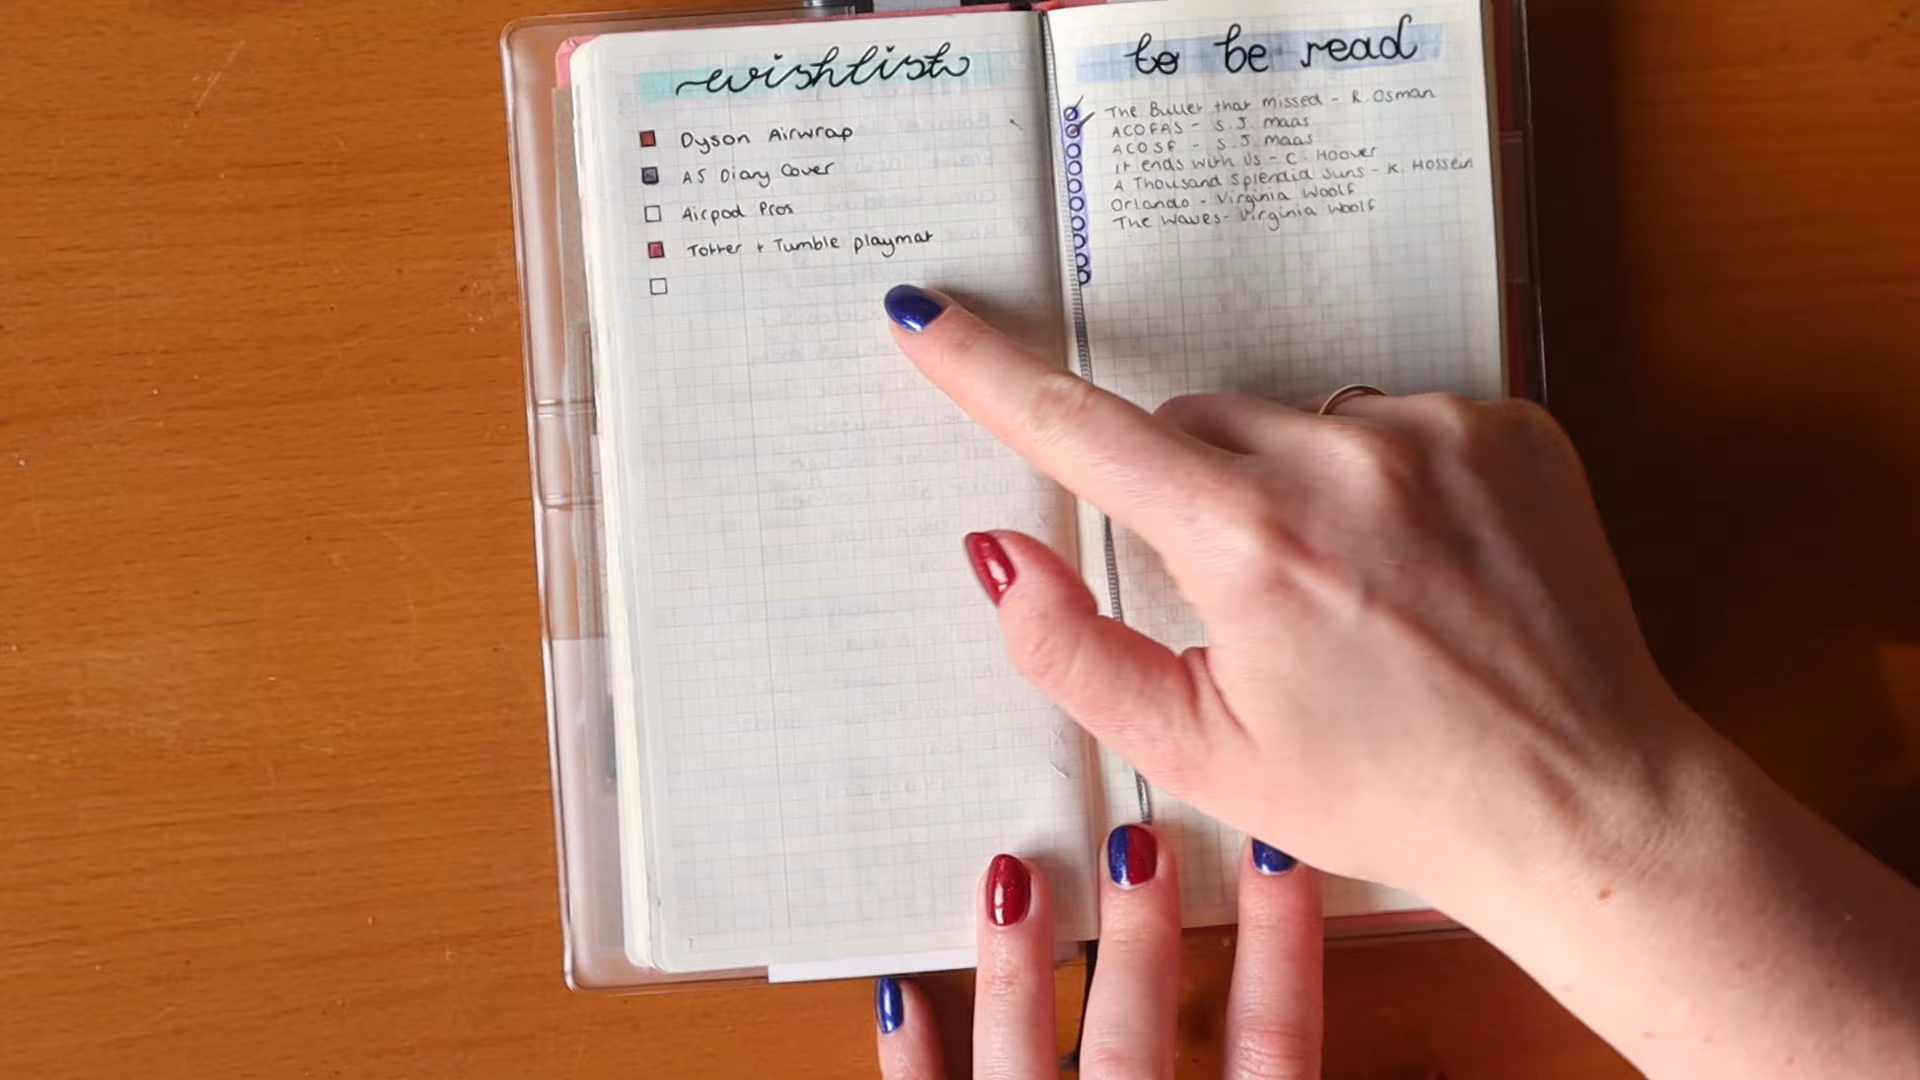 wishlist
Dyson Airwrap
A5 Diary Cover
Airpod Pros
Totter + Tumble playmat
7
to be read
The Bullet that missed - R. Osman
ACOFAS - S.J. maas
ACOSF - S.J. maas
It ends with Us - C. Hoover
A Thousand Splendid Suns - K. Hossein
Orlando - Virginia Woolf
The Waves - Virginia Woolf